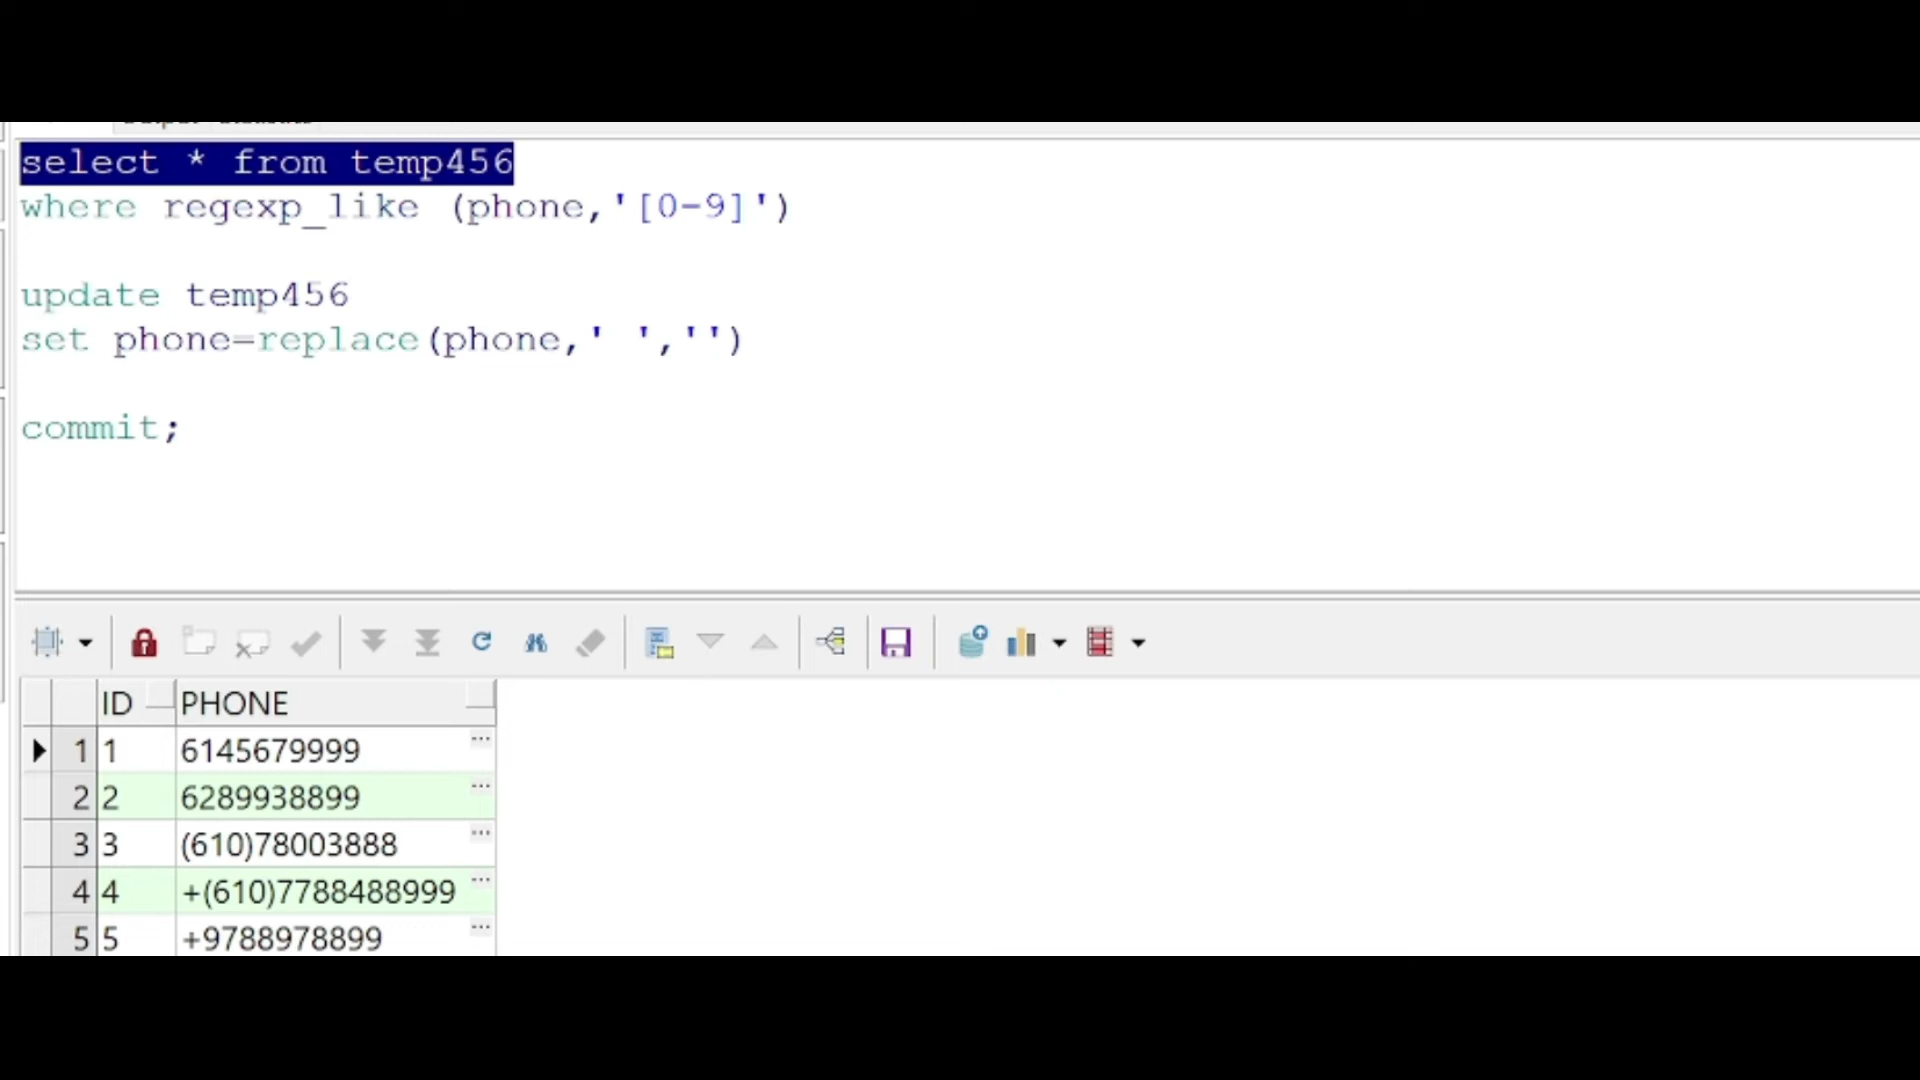 select * from temp456
where regexp_like (phone,'[0-9]')
update temp456
set phone=replace(phone,' ','')
commit;
ID PHONE
1 1 6145679999
2 2 6289938899
3 3 (610)78003888
4 4 +(610)7788488999
5 5 +9788978899